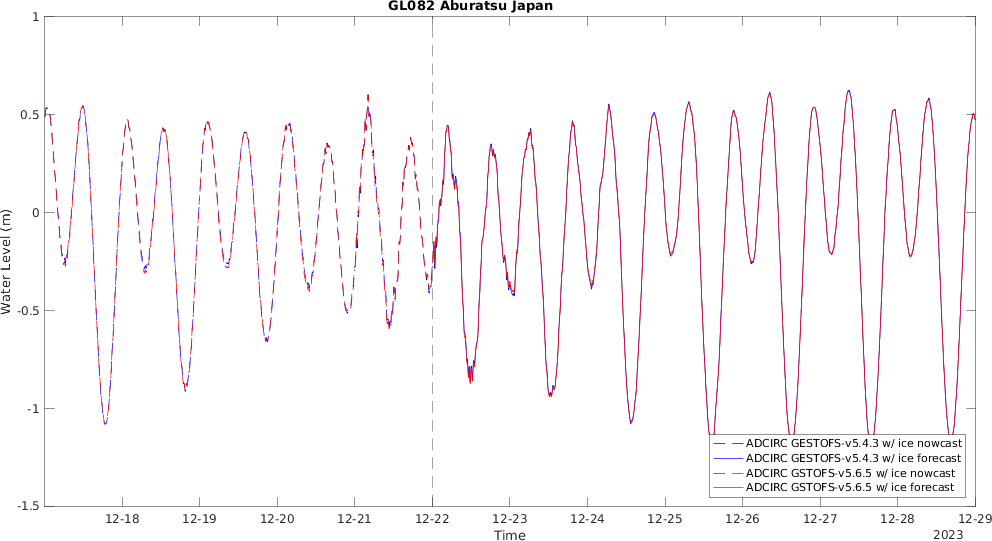 GL082 Aburatsu Japan
Water Level (m)
1
0.5
0
-0.5
-1
-1.5
ADCIRC GESTOFS-v5.4.3 w/ ice nowcast
ADCIRC GESTOFS-v5.4.3 w/ ice forecast
ADCIRC GSTOFS-v5.6.5 w/ ice nowcast
ADCIRC GSTOFS-v5.6.5 w/ ice forecast
12-18 12-19 12-20 12-21 12-22 12-23 12-24 12-25 12-26 12-27 12-28 12-29
Time
2023